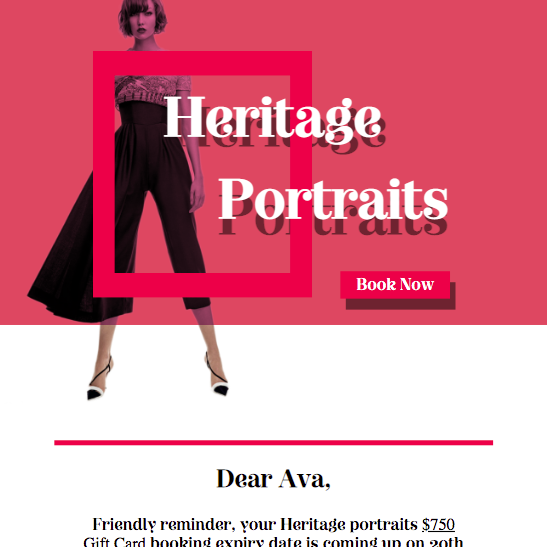 Heritage
Portraits
Book Now
Dear Ava,
Friendly reminder, your Heritage portraits $750
Gift Card booking expiry date is coming up on 20th